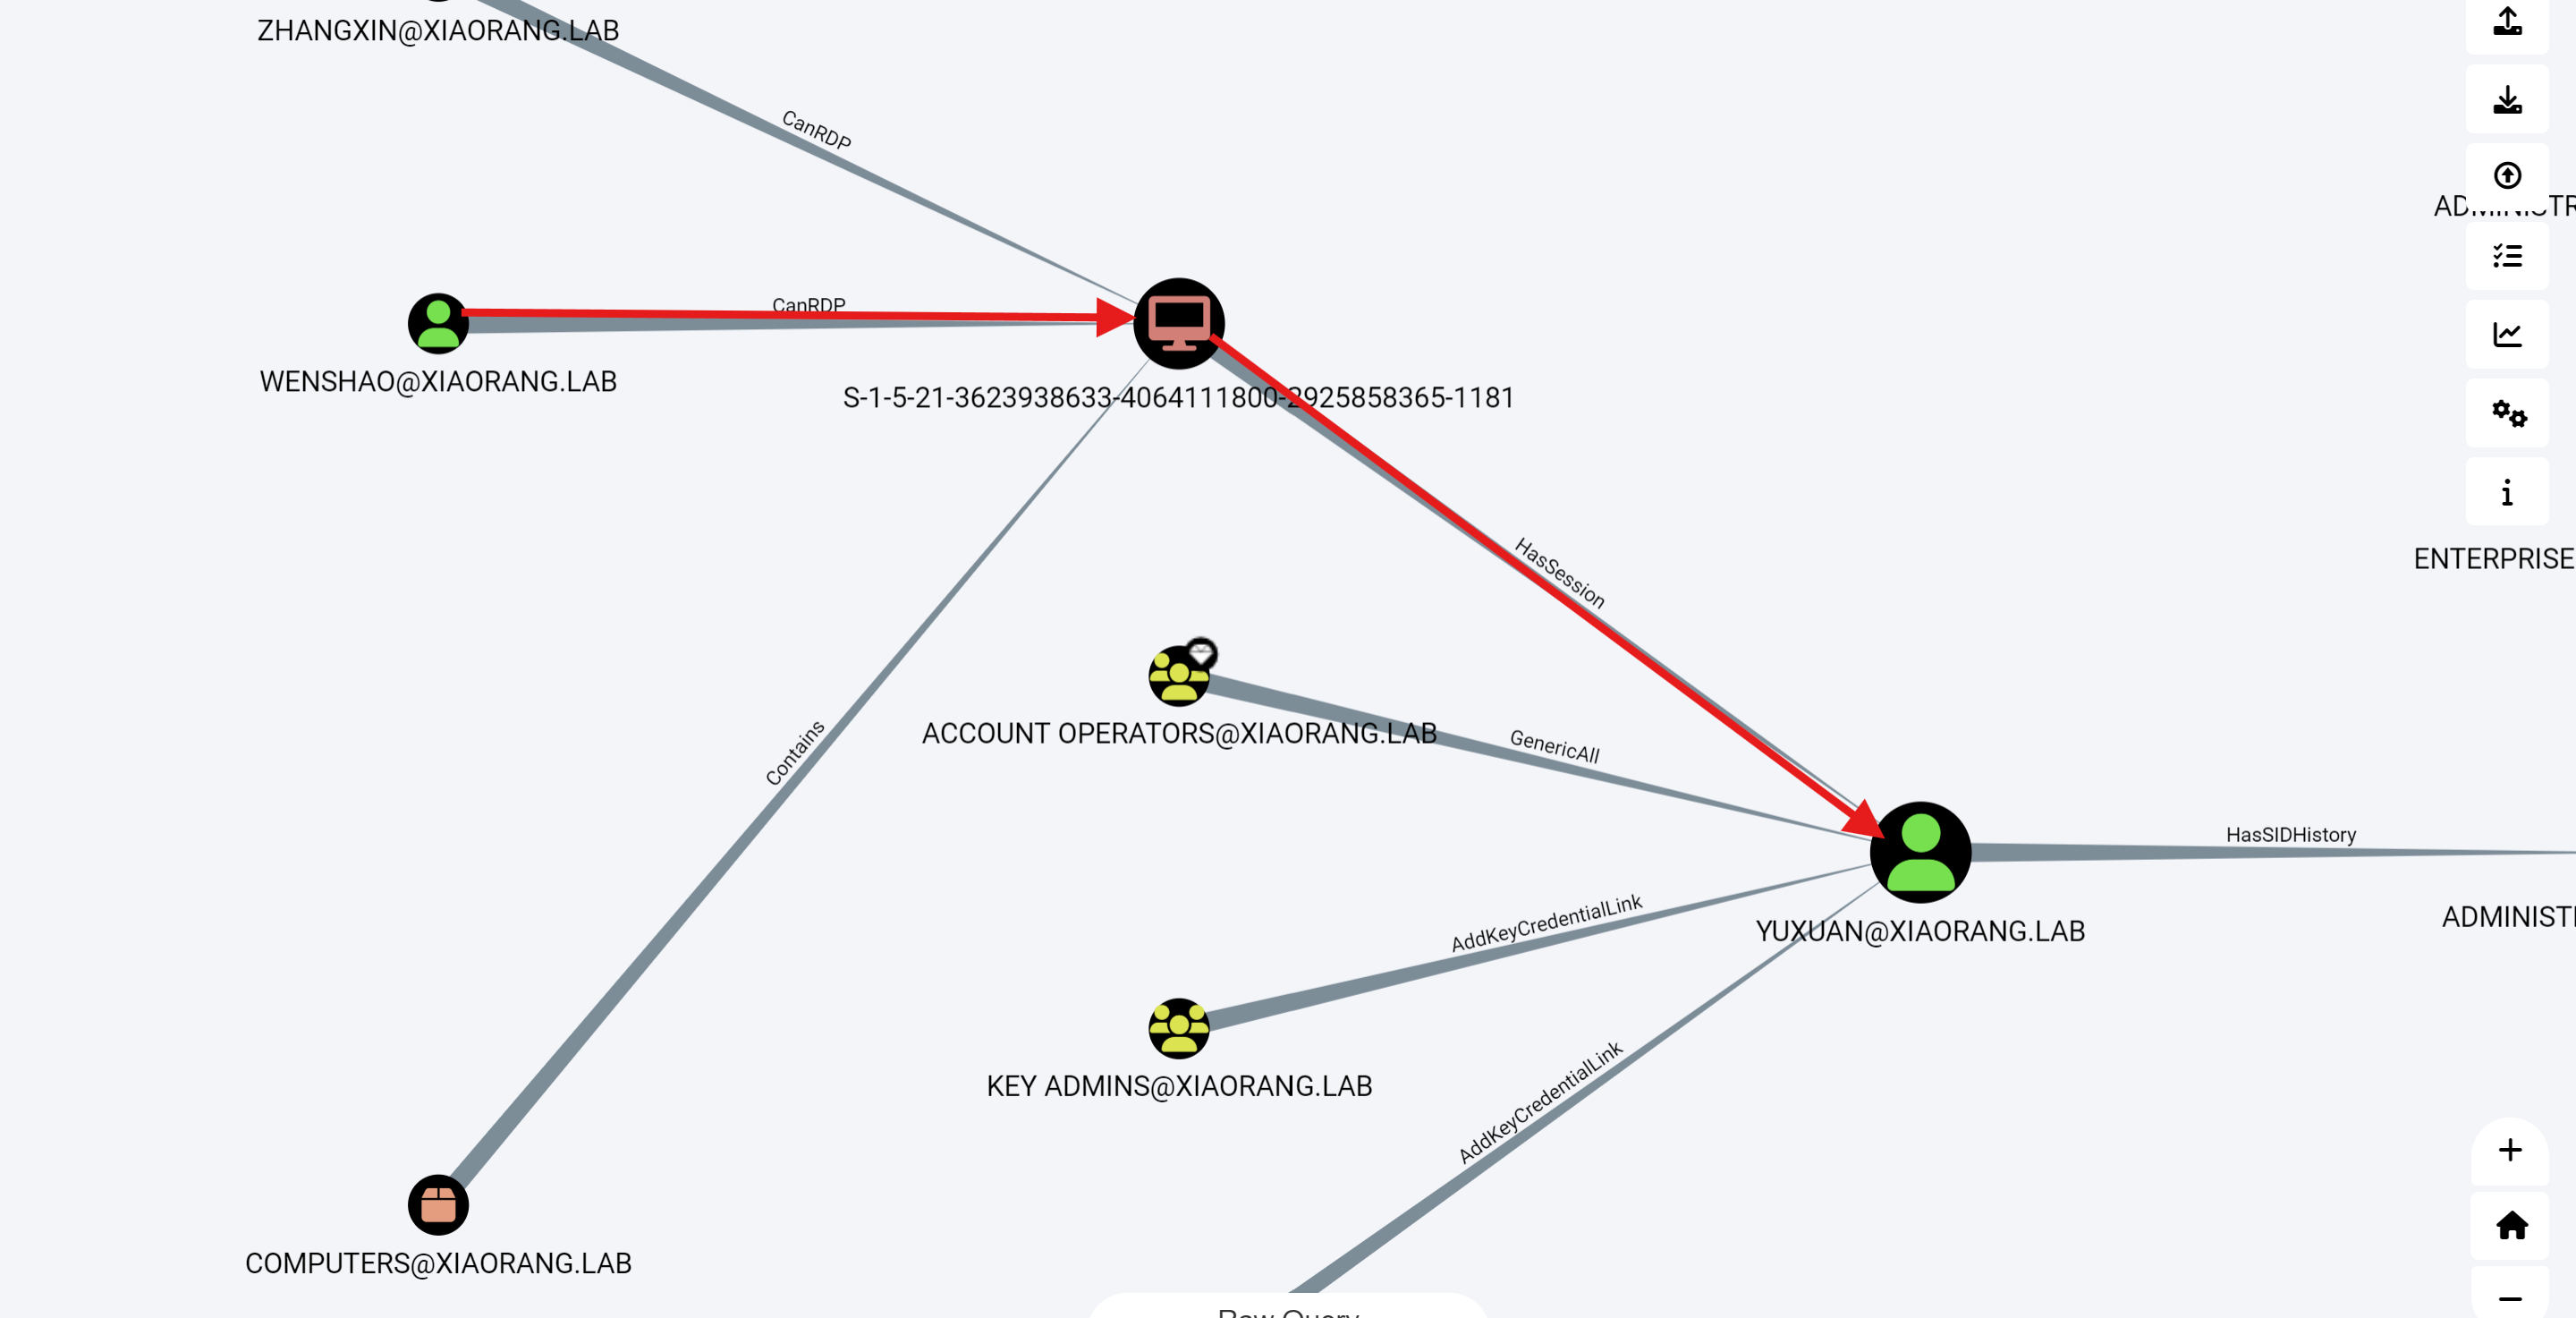 ZHANGXIN@XIAORANG.LAB
CanRDP
CanRDP
WENSHAO@XIAORANG.LAB
S-1-5-21-3623938633-4064111800-2925858365-1181
HasSession
ENTERPRISE
ACCOUNT OPERATORS@XIAORANG.LAB
GenericAll
Contains
HasSIDHistory
YUXUAN@XIAORANG.LAB
AddKeyCredentialLink
KEY ADMINS@XIAORANG.LAB
AddKeyCredentialLink
COMPUTERS@XIAORANG.LAB
Raw Query